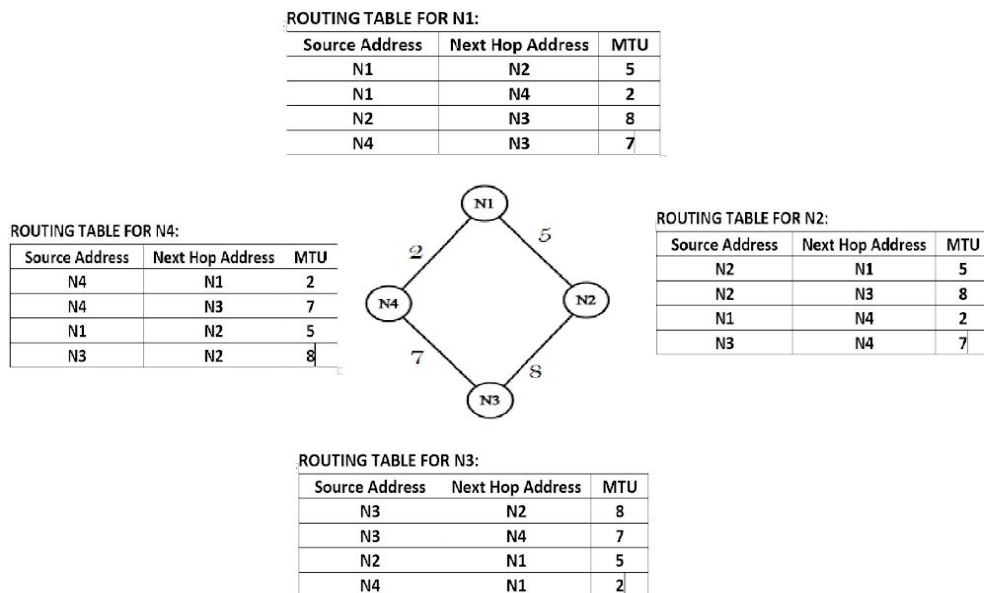 ROUTING TABLE FOR N1:
Source Address Next Hop Address MTU
N1 N2 5
N1 N4 2
N2 N3 8
N4 N3 7
ROUTING TABLE FOR N4:
Source Address Next Hop Address MTU
N4 N1 2
N4 N3 7
N1 N2 5
N3 N2 8
N1
2
5
N4
N2
7
8
N3
ROUTING TABLE FOR N2:
Source Address Next Hop Address MTU
N2 N1 5
N2 N3 8
N1 N4 2
N3 N4 7
ROUTING TABLE FOR N3:
Source Address Next Hop Address MTU
N3 N2 8
N3 N4 7
N2 N1 5
N4 N1 2